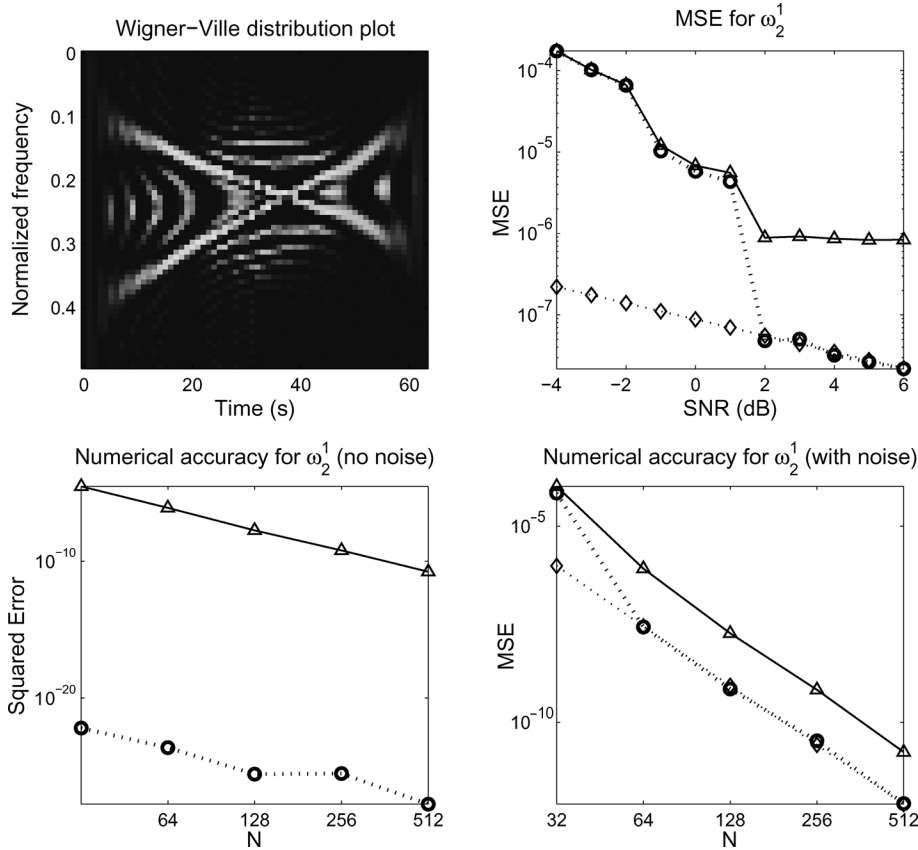 Wigner−Ville distribution plot
Normalized frequency
0
0.1
0.2
0.3
0.4
0 20 40 60
Time (s)
MSE for ω₂¹
MSE
10⁻⁴
10⁻⁵
10⁻⁶
10⁻⁷
−4 −2 0 2 4 6
SNR (dB)
Numerical accuracy for ω₂¹ (no noise)
Squared Error
10⁻¹⁰
10⁻²⁰
64 128 256 512
N
Numerical accuracy for ω₂¹ (with noise)
MSE
10⁻⁵
10⁻¹⁰
32 64 128 256 512
N